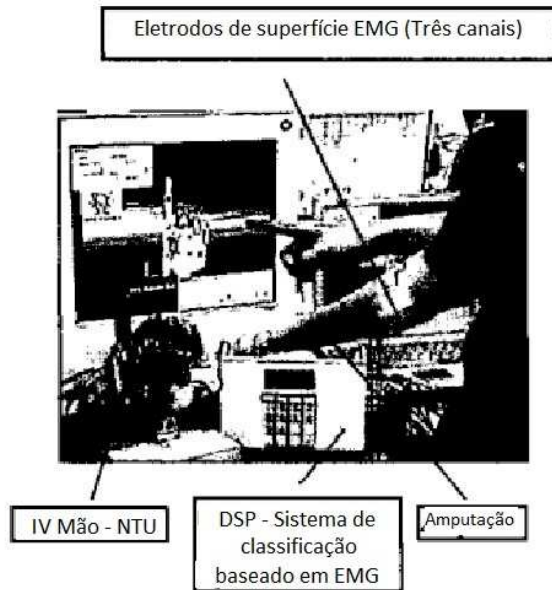 Eletrodos de superfície EMG (Três canais)
IV Mão - NTU
DSP - Sistema de
classificação
baseado em EMG
Amputação